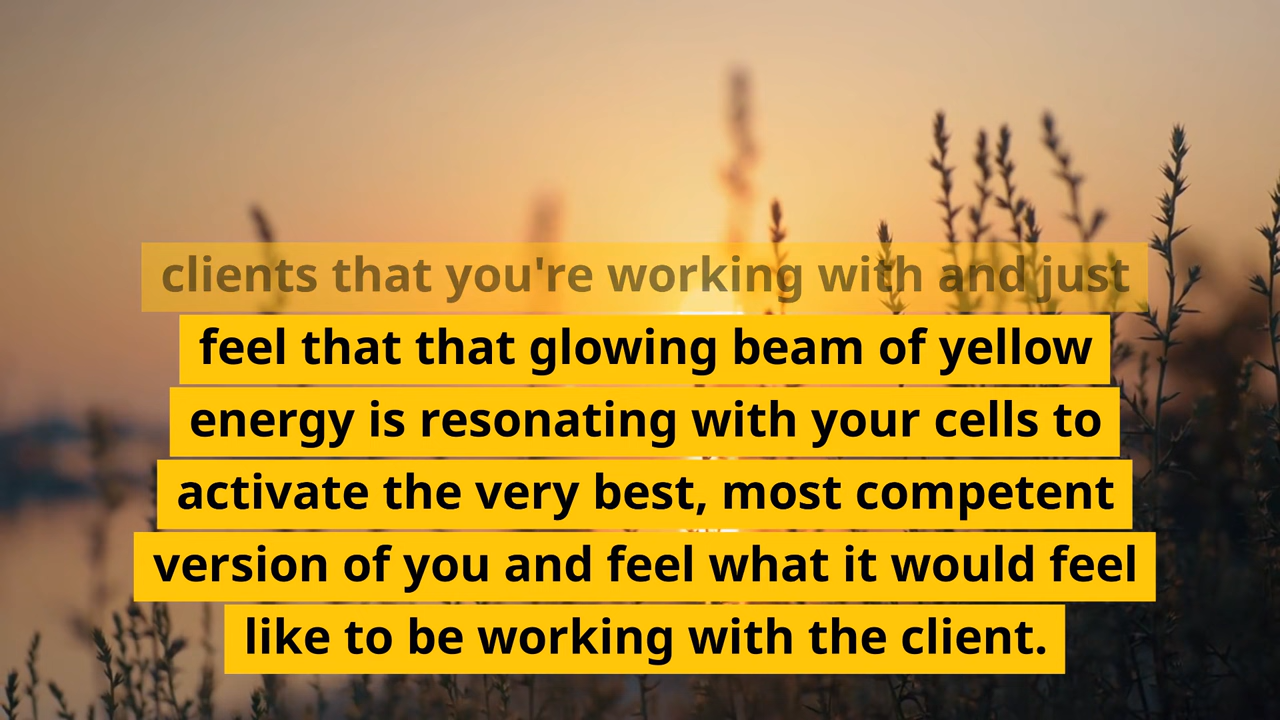 clients that you're working with and just
feel that that glowing beam of yellow
energy is resonating with your cells to
activate the very best, most competent
version of you and feel what it would feel
like to be working with the client.